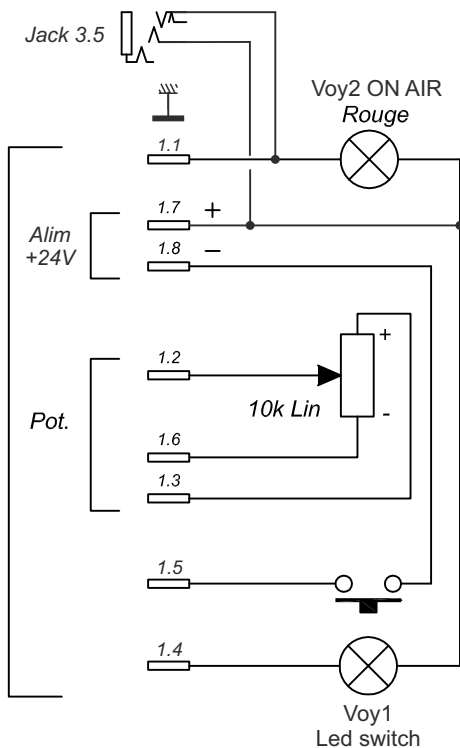 Jack 3.5
Voy2 ON AIR
Rouge
1.1
1.7 +
Alim
+24V
1.8 –
1.2
+
10k Lin
-
Pot.
1.6
1.3
1.5
1.4
Voy1
Led switch